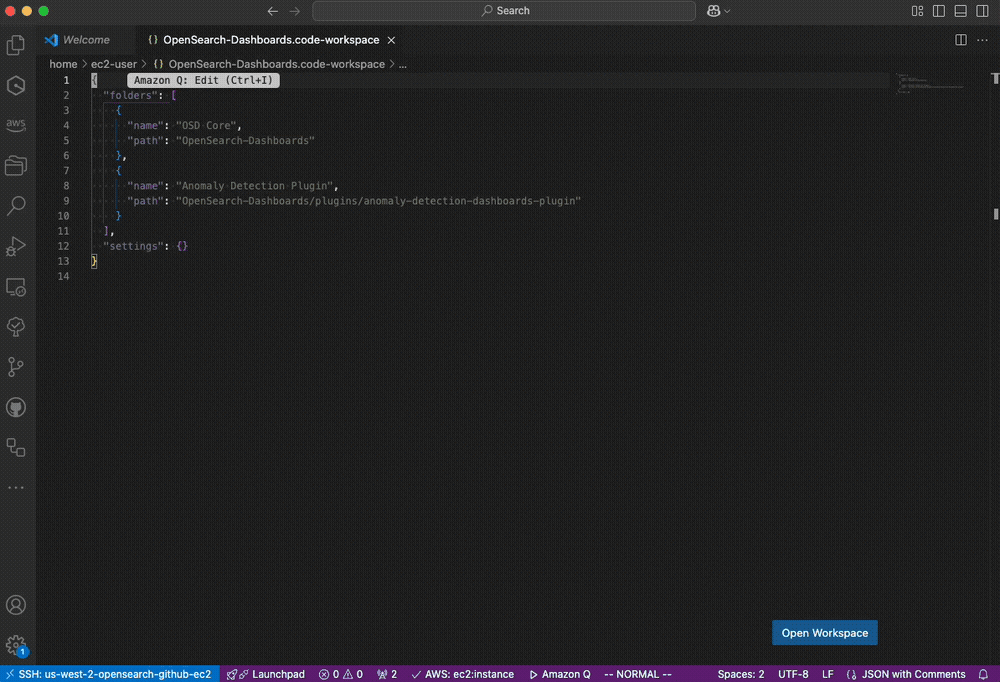 Search
Welcome
{} OpenSearch-Dashboards.code-workspace
home > ec2-user > {} OpenSearch-Dashboards.code-workspace > ...
1 { Amazon Q: Edit (Ctrl+I)
2 "folders": [
3 {
4 "name": "OSD Core",
5 "path": "OpenSearch-Dashboards"
6 },
7 {
8 "name": "Anomaly Detection Plugin",
9 "path": "OpenSearch-Dashboards/plugins/anomaly-detection-dashboards-plugin"
10 }
11 ],
12 "settings": {}
13 }
14
aws
Open Workspace
1
SSH: us-west-2-opensearch-github-ec2 Launchpad 0 0 2 AWS: ec2:instance Amazon Q -- NORMAL -- Spaces: 2 UTF-8 LF {} JSON with Comments